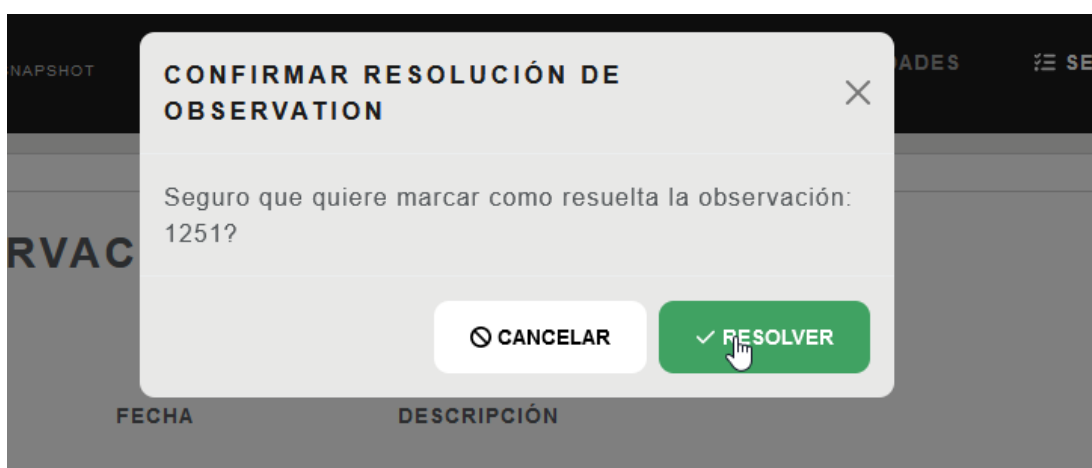 NAPSHOT
ADES
SE
CONFIRMAR RESOLUCIÓN DE
OBSERVATION
Seguro que quiere marcar como resuelta la observación:
1251?
RVAC
CANCELAR
RESOLVER
FECHA
DESCRIPCIÓN